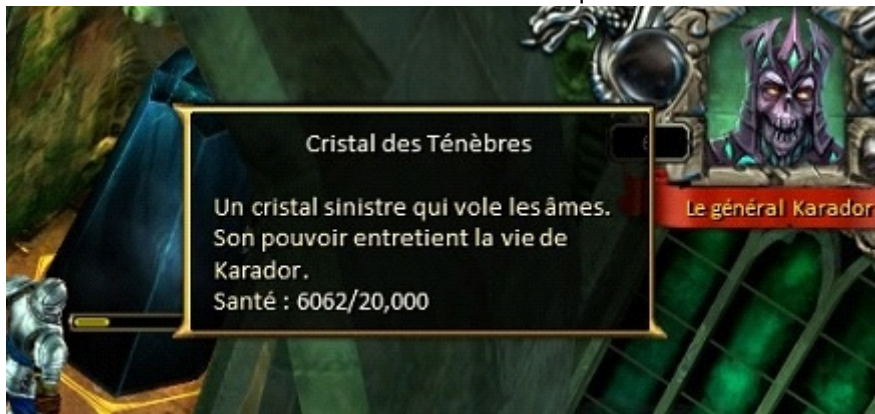 Cristal des Ténèbres
Un cristal sinistre qui vole les âmes.
Son pouvoir entretient la vie de
Karador.
Santé : 6062/20,000
Le général Karador